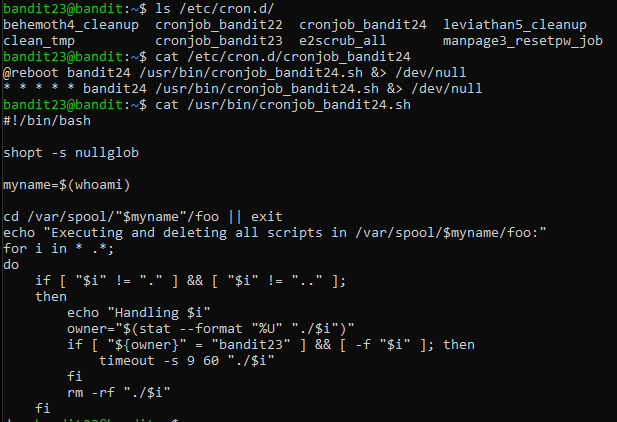 bandit23@bandit:~$ ls /etc/cron.d/
behemoth4_cleanup  cronjob_bandit22  cronjob_bandit24  leviathan5_cleanup
clean_tmp          cronjob_bandit23  e2scrub_all       manpage3_resetpw_job
bandit23@bandit:~$ cat /etc/cron.d/cronjob_bandit24
@reboot bandit24 /usr/bin/cronjob_bandit24.sh &> /dev/null
* * * * * bandit24 /usr/bin/cronjob_bandit24.sh &> /dev/null
bandit23@bandit:~$ cat /usr/bin/cronjob_bandit24.sh
#!/bin/bash

shopt -s nullglob

myname=$(whoami)

cd /var/spool/"$myname"/foo || exit
echo "Executing and deleting all scripts in /var/spool/$myname/foo:"
for i in * .*;
do
    if [ "$i" != "." ] && [ "$i" != ".." ];
    then
        echo "Handling $i"
        owner="$(stat --format "%U" "./$i")"
        if [ "${owner}" = "bandit23" ] && [ -f "$i" ]; then
            timeout -s 9 60 "./$i"
        fi
        rm -rf "./$i"
    fi